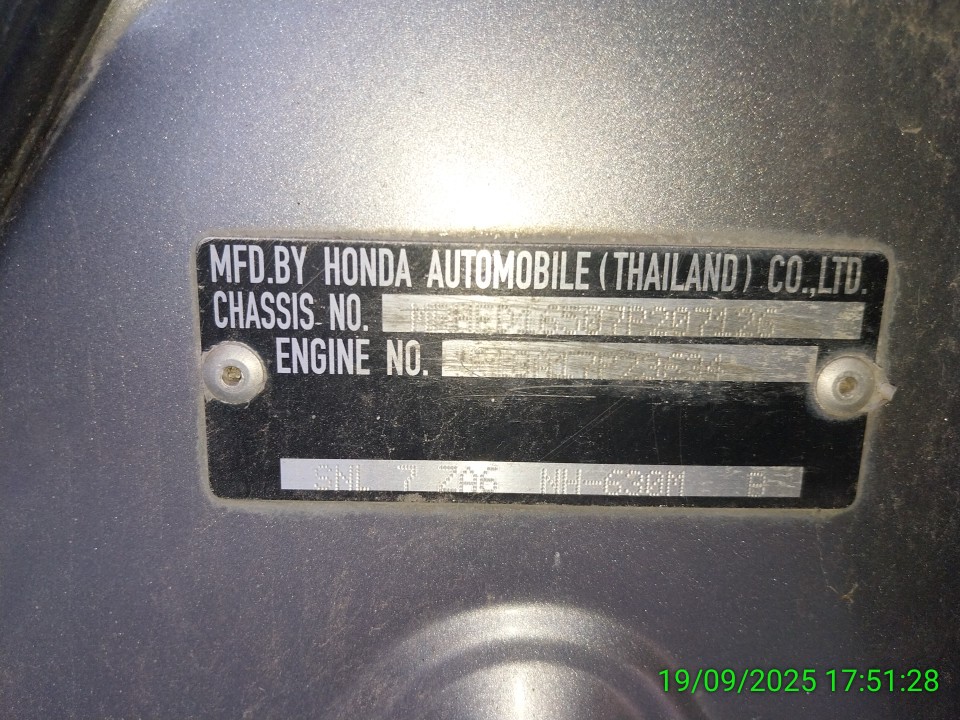 MFD.BY HONDA AUTOMOBILE (THAILAND) CO.,LTD.
CHASSIS NO.
ENGINE NO.
SNL 7 ZA6 NH-630M B
19/09/2025 17:51:28